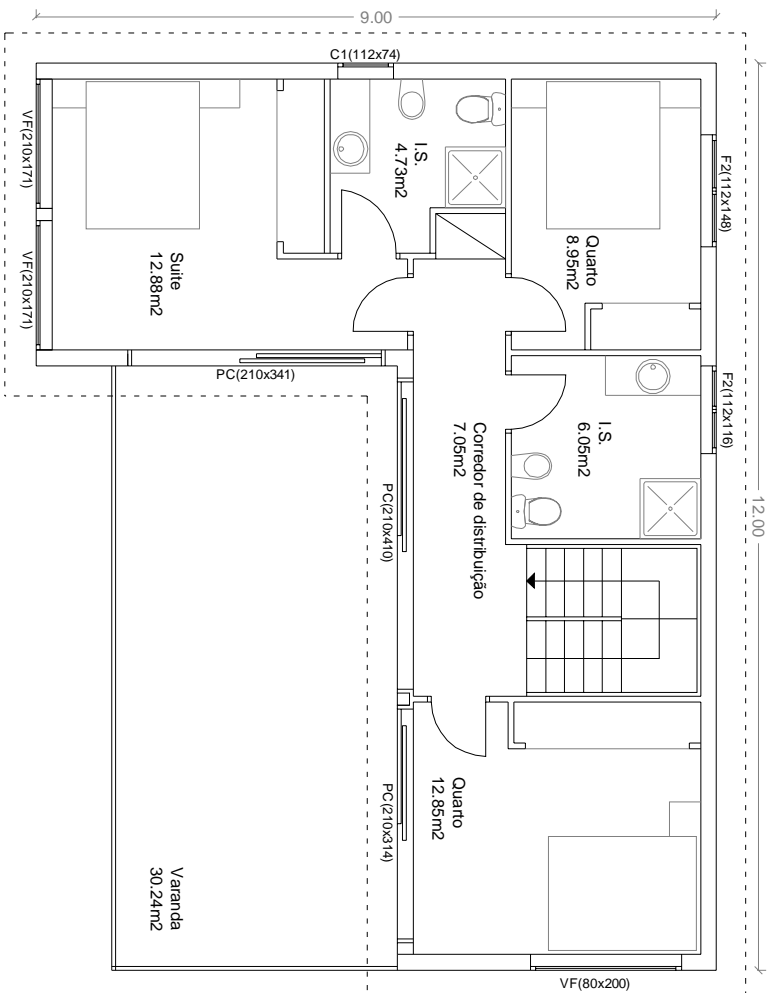 9.00
C1(112x74)
VF(210x171)
VF(210x171)
I.S.
4.73m2
F2(112x148)
Quarto
8.95m2
Suite
12.88m2
PC(210x341)
F2(112x116)
I.S.
6.05m2
Corredor de distribuição
7.05m2
PC(210x410)
12.00
Quarto
12.85m2
PC(210x314)
Varanda
30.24m2
VF(80x200)